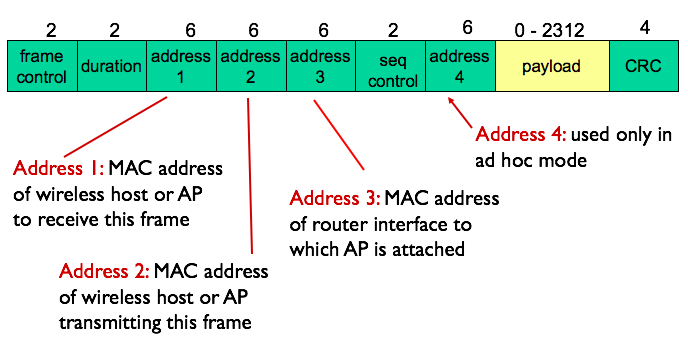 2 2 6 6 6 2 6 0 - 2312 4
frame control
duration
address 1
address 2
address 3
seq control
address 4
payload
CRC
Address 4: used only in
ad hoc mode
Address 1: MAC address
of wireless host or AP
to receive this frame
Address 3: MAC address
of router interface to
which AP is attached
Address 2: MAC address
of wireless host or AP
transmitting this frame